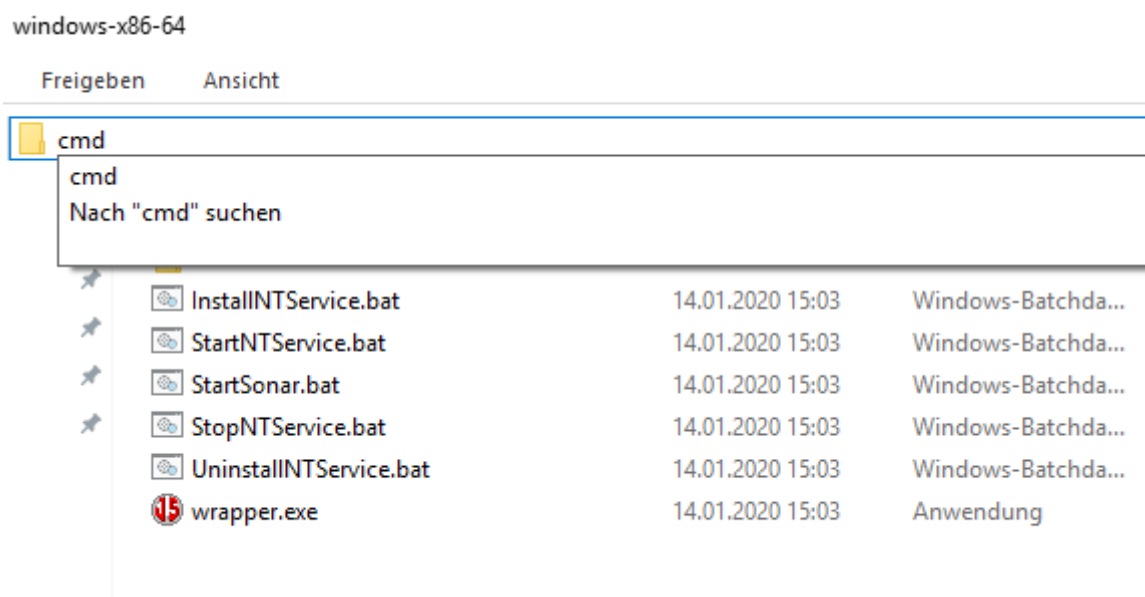 windows-x86-64
Freigeben Ansicht
cmd
cmd
Nach "cmd" suchen
InstallNTService.bat 14.01.2020 15:03 Windows-Batchda...
StartNTService.bat 14.01.2020 15:03 Windows-Batchda...
StartSonar.bat 14.01.2020 15:03 Windows-Batchda...
StopNTService.bat 14.01.2020 15:03 Windows-Batchda...
UninstallNTService.bat 14.01.2020 15:03 Windows-Batchda...
wrapper.exe 14.01.2020 15:03 Anwendung